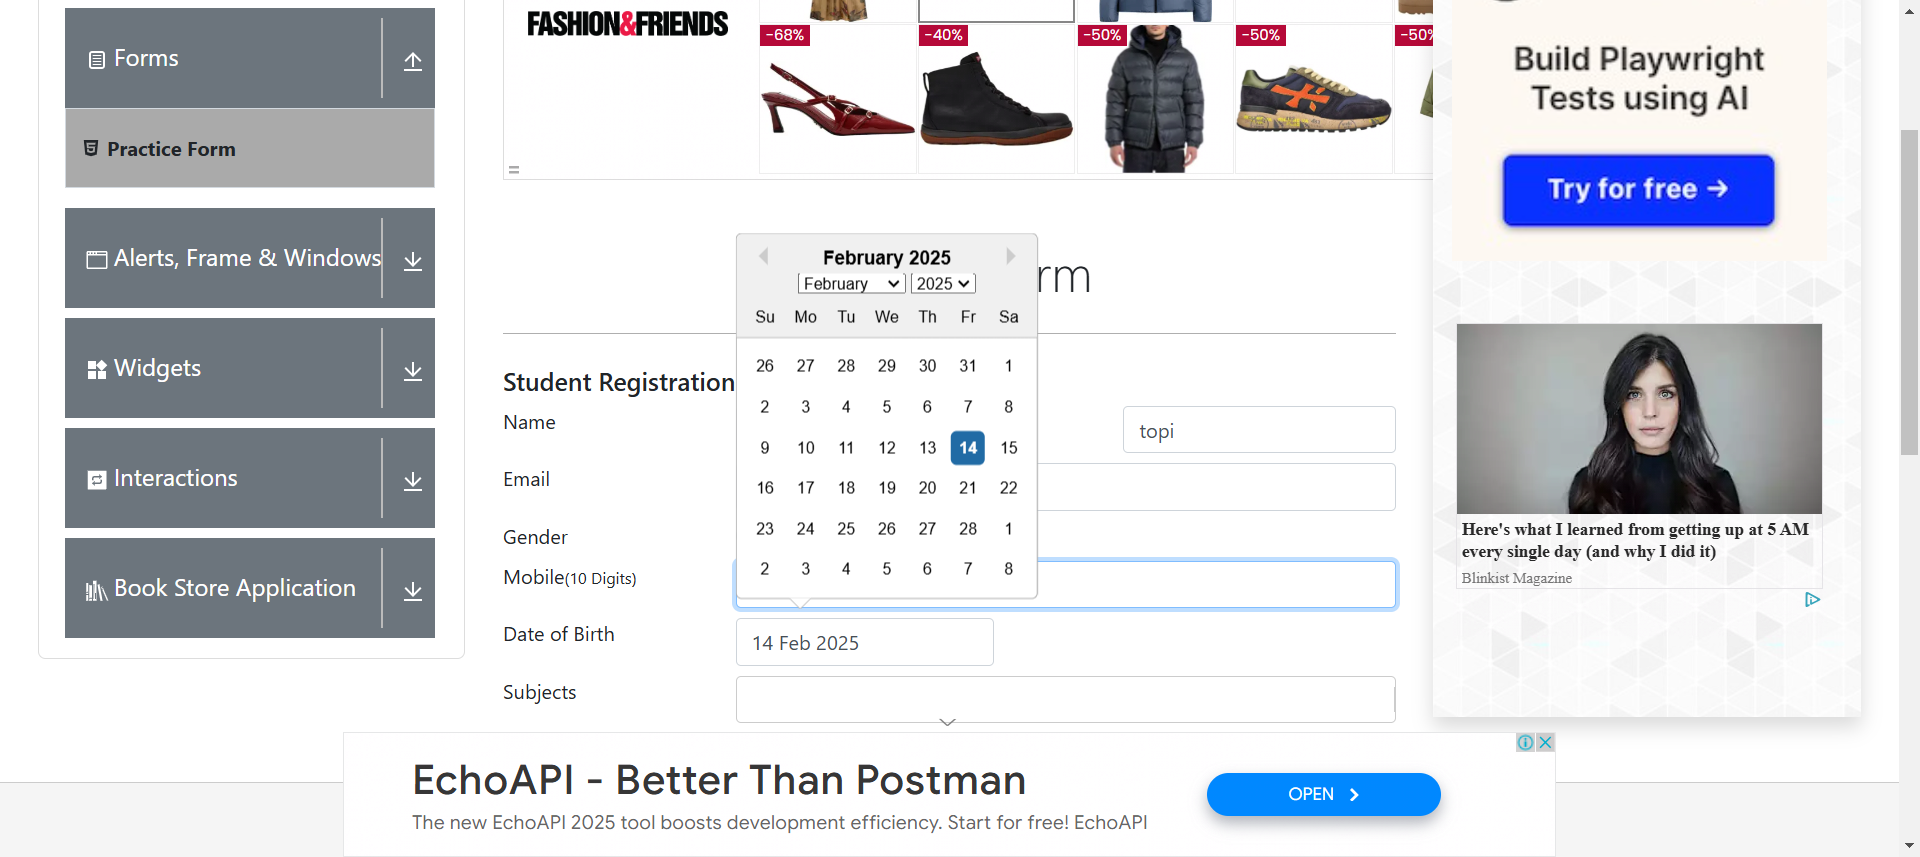 Forms
Practice Form
Alerts, Frame & Windows
Widgets
Interactions
Book Store Application
FASHION&FRIENDS
-68%
-40%
-50%
-50%
-50%
rm
Student Registration
Name
topi
Email
Gender
Mobile(10 Digits)
Date of Birth
14 Feb 2025
Subjects
February 2025
February 2025
Su Mo Tu We Th Fr Sa
26 27 28 29 30 31 1
2 3 4 5 6 7 8
9 10 11 12 13 14 15
16 17 18 19 20 21 22
23 24 25 26 27 28 1
2 3 4 5 6 7 8
Build Playwright
Tests using AI
Try for free →
Here's what I learned from getting up at 5 AM
every single day (and why I did it)
Blinkist Magazine
EchoAPI - Better Than Postman
The new EchoAPI 2025 tool boosts development efficiency. Start for free! EchoAPI
OPEN